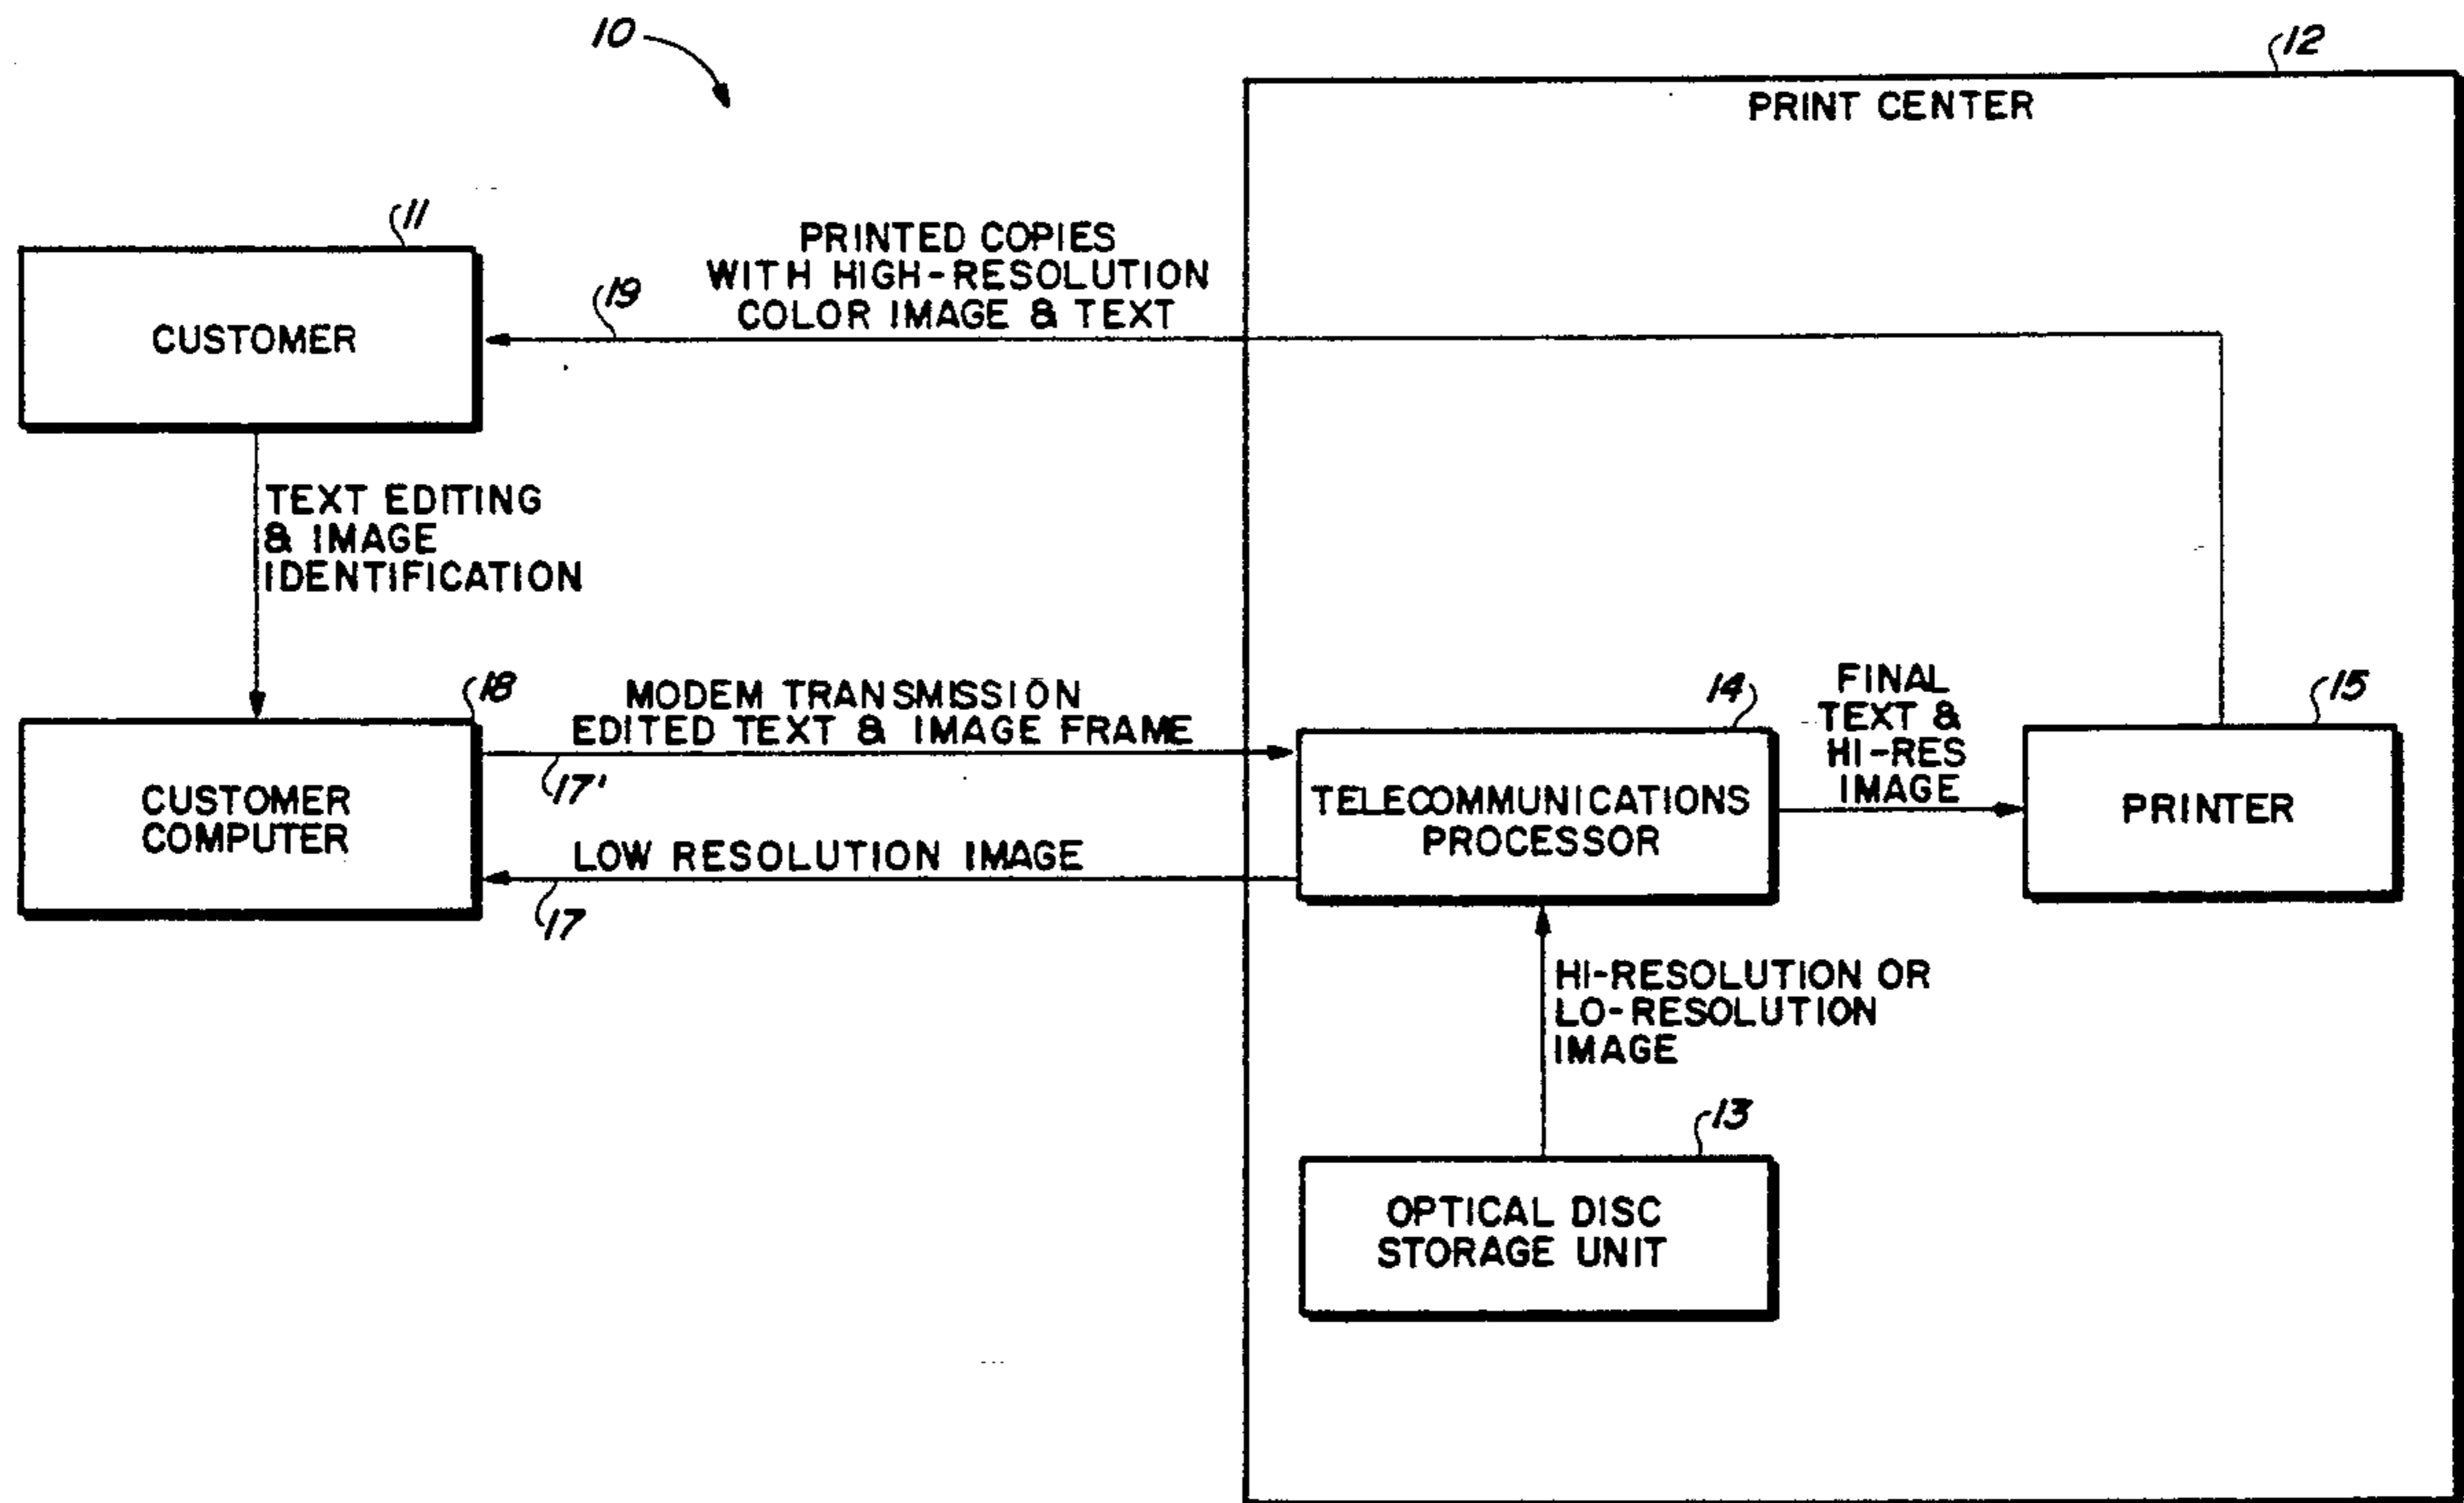 10
12
PRINT CENTER
11
CUSTOMER
19
PRINTED COPIES
WITH HIGH-RESOLUTION
COLOR IMAGE & TEXT
TEXT EDITING
& IMAGE
IDENTIFICATION
18
CUSTOMER
COMPUTER
MODEM TRANSMISSION
EDITED TEXT & IMAGE FRAME
17'
LOW RESOLUTION IMAGE
17
14
TELECOMMUNICATIONS
PROCESSOR
FINAL
TEXT &
HI-RES
IMAGE
15
PRINTER
HI-RESOLUTION OR
LO-RESOLUTION
IMAGE
13
OPTICAL DISC
STORAGE UNIT